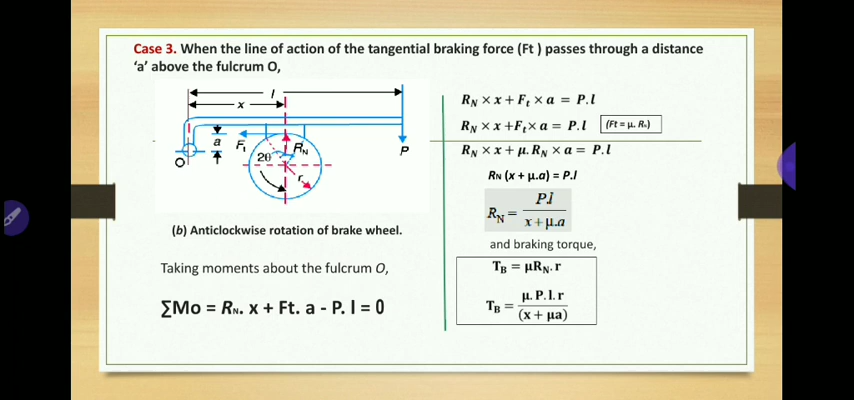 Case 3. When the line of action of the tangential braking force (Ft ) passes through a distance
‘a’ above the fulcrum O,
l
x
a
Ft
RN
P
O
2θ
r
(b) Anticlockwise rotation of brake wheel.
Taking moments about the fulcrum O,
∑Mo = RN. x + Ft. a - P. l = 0
RN × x + Ft × a = P.l
RN × x +Ft× a = P.l (Ft = μ. RN)
RN × x + μ. RN × a = P.l
RN (x + μ.a) = P.l
RN = P.l / x + μ.a
and braking torque,
TB = μRN. r
TB = μ. P. l. r / (x + μa)